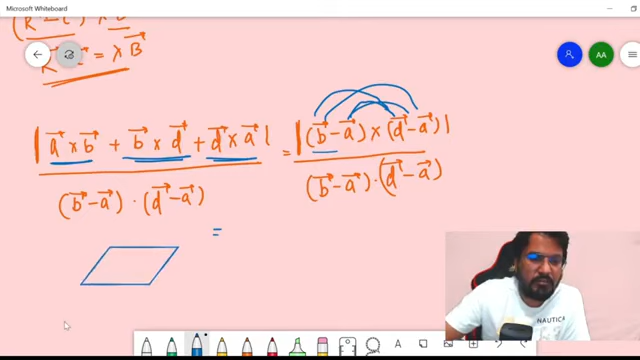 Microsoft Whiteboard
= × B⃗
|a⃗ × b⃗ + b⃗ × d⃗ + d⃗ × a⃗| / (b⃗ − a⃗) · (d⃗ − a⃗) = |(b⃗ − a⃗) × (d⃗ − a⃗)| / (b⃗ − a⃗) · (d⃗ − a⃗)
=
AA
NAUTICA
A